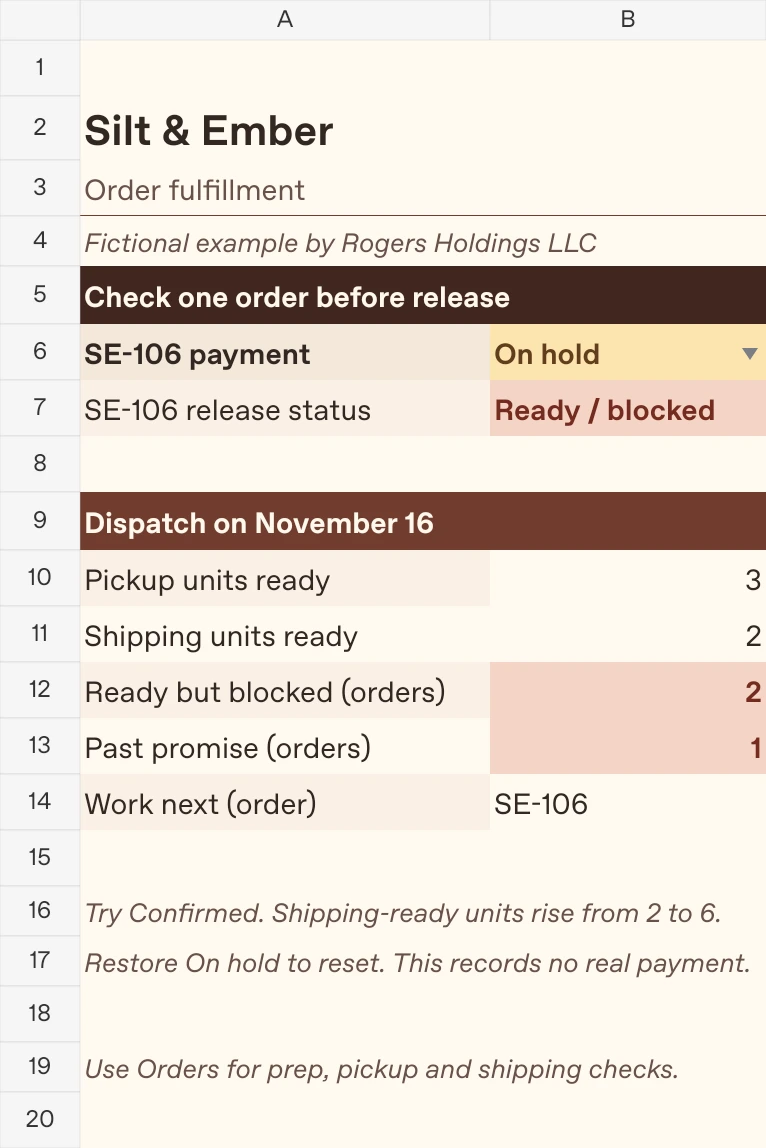 A B
1
2 Silt & Ember
3 Order fulfillment
4 Fictional example by Rogers Holdings LLC
5 Check one order before release
6 SE-106 payment On hold
7 SE-106 release status Ready / blocked
8
9 Dispatch on November 16
10 Pickup units ready 3
11 Shipping units ready 2
12 Ready but blocked (orders) 2
13 Past promise (orders) 1
14 Work next (order) SE-106
15
16 Try Confirmed. Shipping-ready units rise from 2 to 6.
17 Restore On hold to reset. This records no real payment.
18
19 Use Orders for prep, pickup and shipping checks.
20